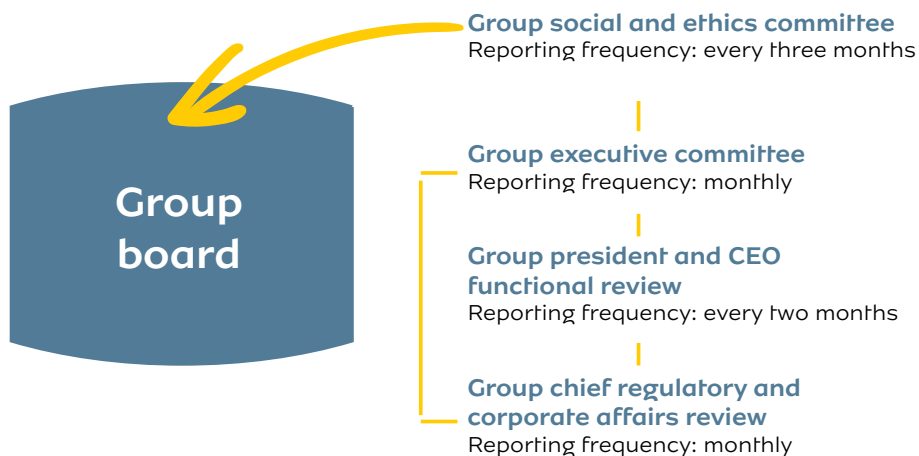 Group social and ethics committee
Reporting frequency: every three months
Group
board
Group executive committee
Reporting frequency: monthly
Group president and CEO
functional review
Reporting frequency: every two months
Group chief regulatory and
corporate affairs review
Reporting frequency: monthly